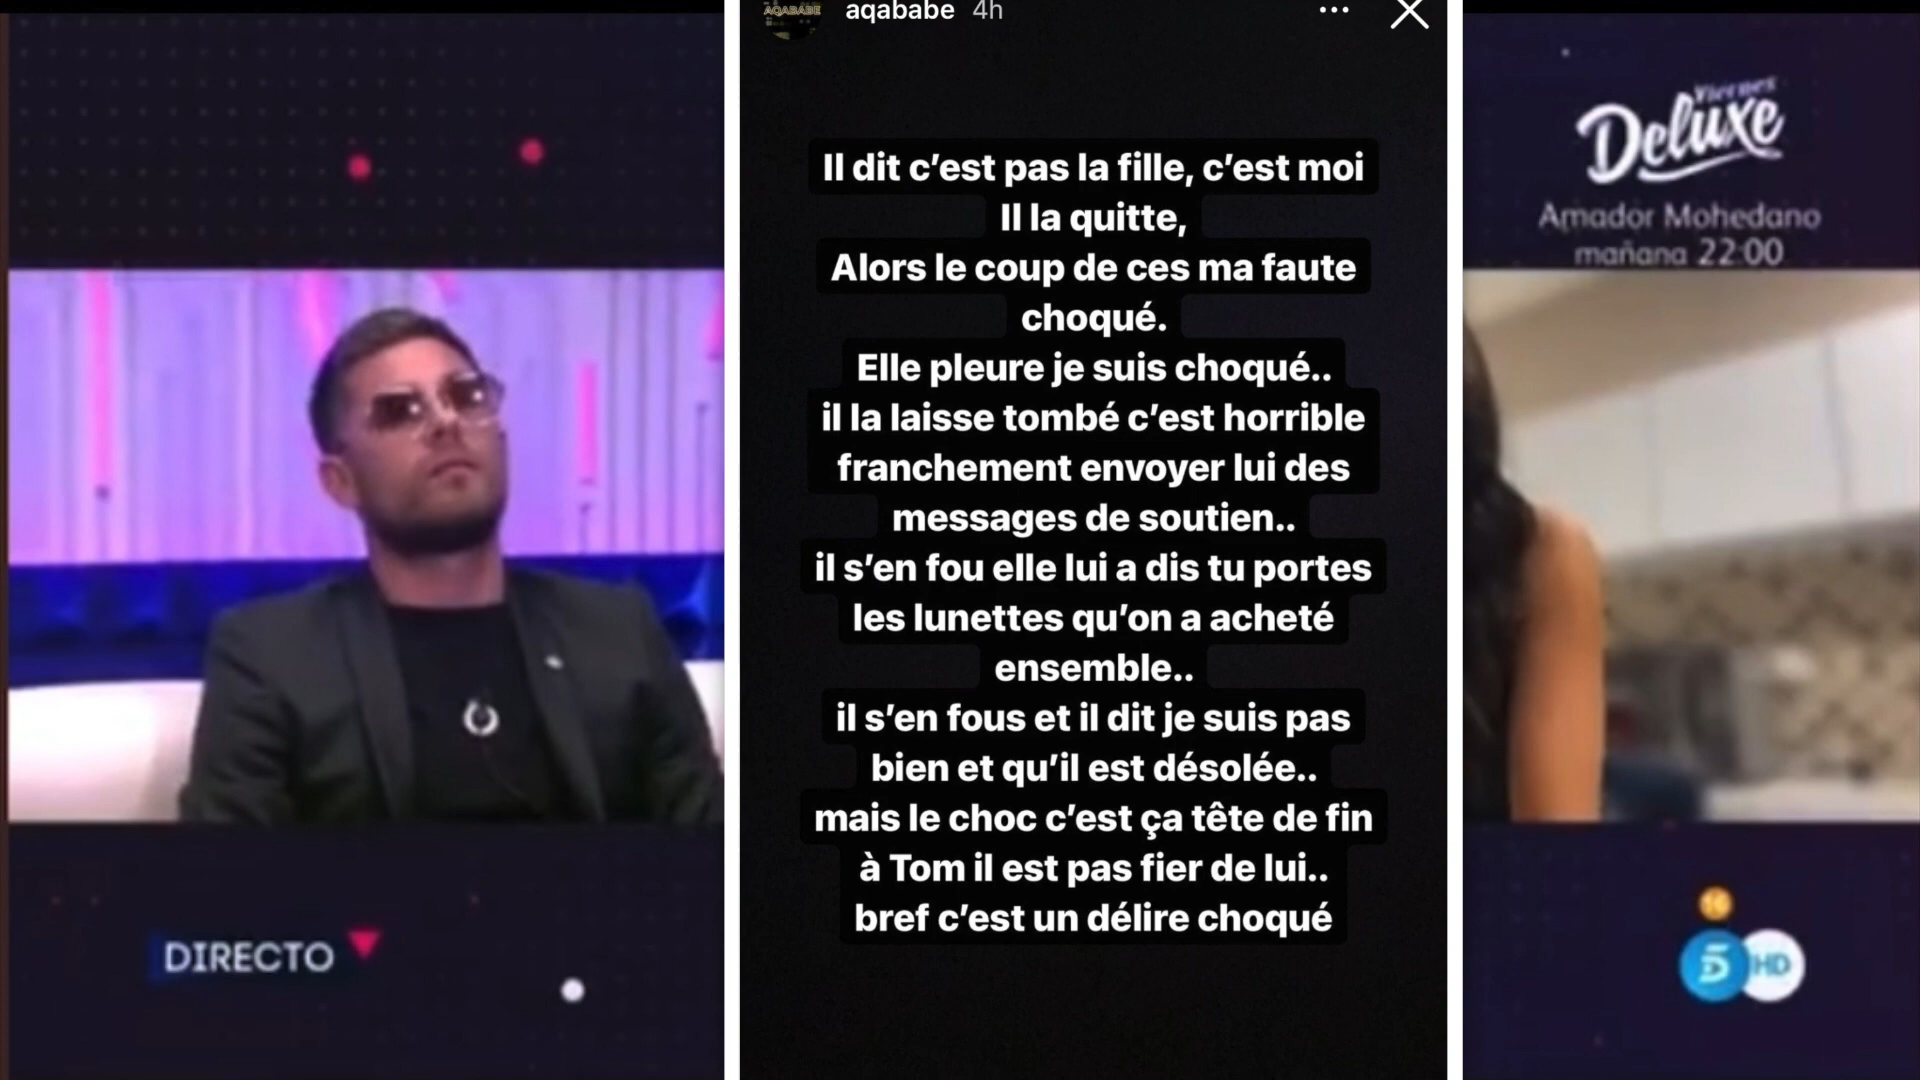 AQABABE
aqababe 4h
Il dit c’est pas la fille, c’est moi
Il la quitte,
Alors le coup de ces ma faute
choqué.
Elle pleure je suis choqué..
il la laisse tombé c’est horrible
franchement envoyer lui des
messages de soutien..
il s’en fou elle lui a dis tu portes
les lunettes qu’on a acheté
ensemble..
il s’en fous et il dit je suis pas
bien et qu’il est désolée..
mais le choc c’est ça tête de fin
à Tom il est pas fier de lui..
bref c’est un délire choqué
DIRECTO
Viernes
Deluxe
Amador Mohedano
mañana 22:00
16
5 HD